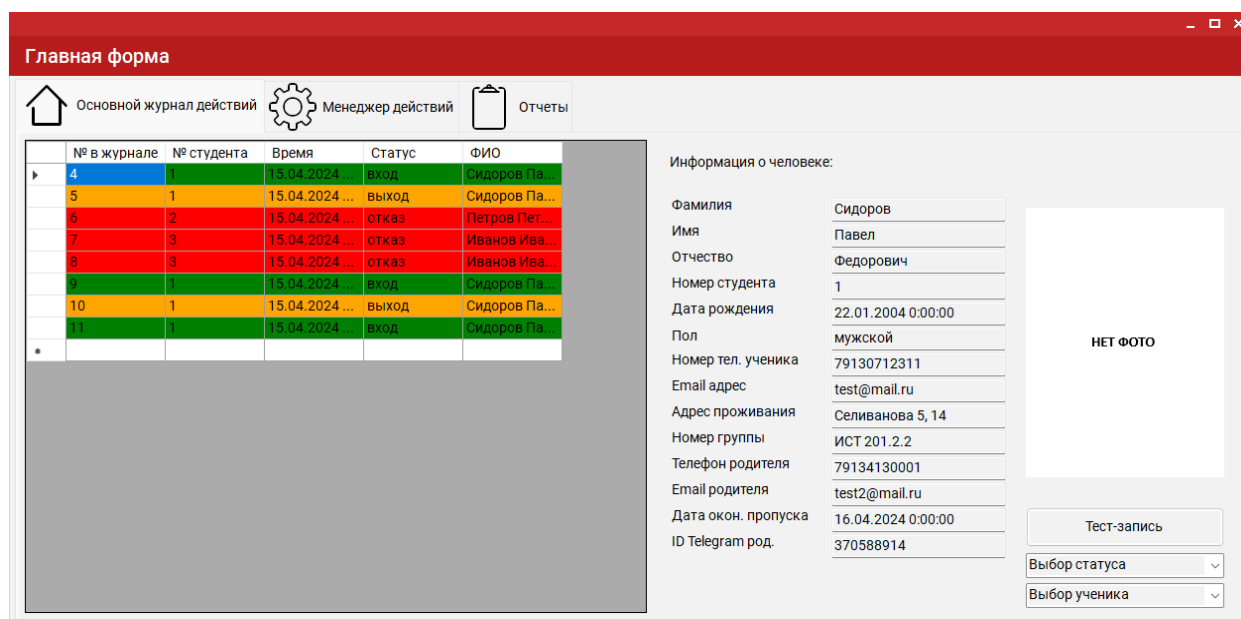 Главная форма
Основной журнал действий Менеджер действий Отчеты
№ в журнале № студента Время Статус ФИО
4 1 15.04.2024 ... вход Сидоров Па...
5 1 15.04.2024 ... выход Сидоров Па...
6 2 15.04.2024 ... отказ Петров Пет...
7 3 15.04.2024 ... отказ Иванов Ива...
8 3 15.04.2024 ... отказ Иванов Ива...
9 1 15.04.2024 ... вход Сидоров Па...
10 1 15.04.2024 ... выход Сидоров Па...
11 1 15.04.2024 ... вход Сидоров Па...
Информация о человеке:
Фамилия Сидоров
Имя Павел
Отчество Федорович
Номер студента 1
Дата рождения 22.01.2004 0:00:00
Пол мужской
Номер тел. ученика 79130712311
Email адрес test@mail.ru
Адрес проживания Селиванова 5, 14
Номер группы ИСТ 201.2.2
Телефон родителя 79134130001
Email родителя test2@mail.ru
Дата окон. пропуска 16.04.2024 0:00:00
ID Telegram род. 370588914
НЕТ ФОТО
Тест-запись
Выбор статуса
Выбор ученика